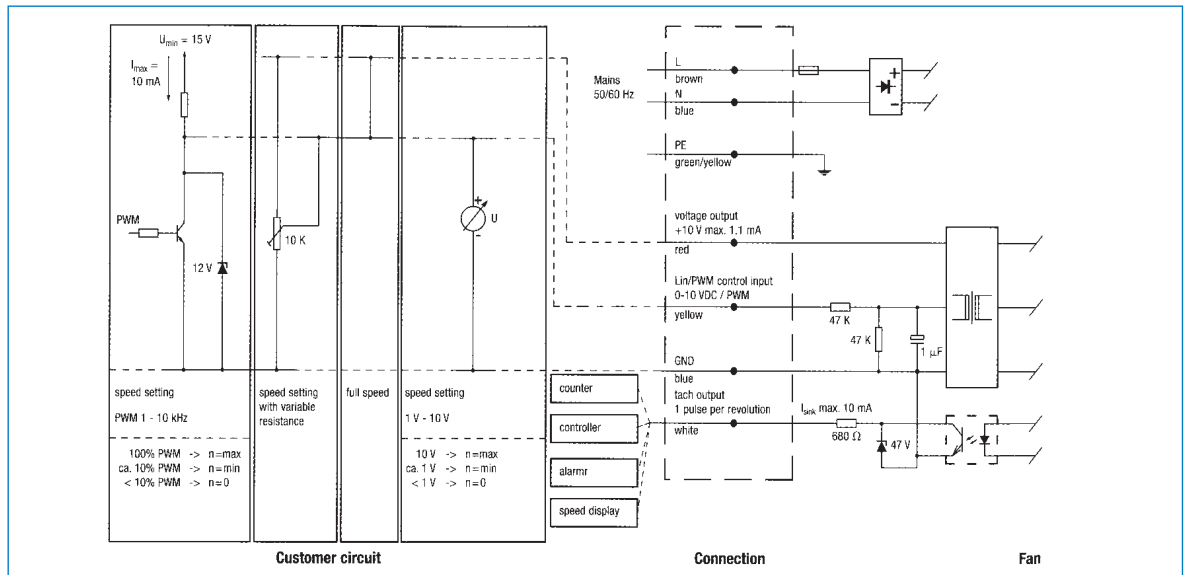 U_min = 15 V
I_max =
10 mA
PWM
12 V
10 K
+
U
-
speed setting
PWM 1 - 10 kHz
100% PWM -> n=max
ca. 10% PWM -> n=min
< 10% PWM -> n=0
speed setting
with variable
resistance
full speed
speed setting
1 V - 10 V
10 V -> n=max
ca. 1 V -> n=min
< 1 V -> n=0
Customer circuit
Mains
50/60 Hz
L
brown
N
blue
PE
green/yellow
voltage output
+10 V max. 1.1 mA
red
Lin/PWM control input
0-10 VDC / PWM
yellow
GND
blue
tach output
1 pulse per revolution
white
counter
controller
alarmr
speed display
Connection
+
-
47 K
47 K
1 µF
I_sink max. 10 mA
680 Ω
47 V
Fan